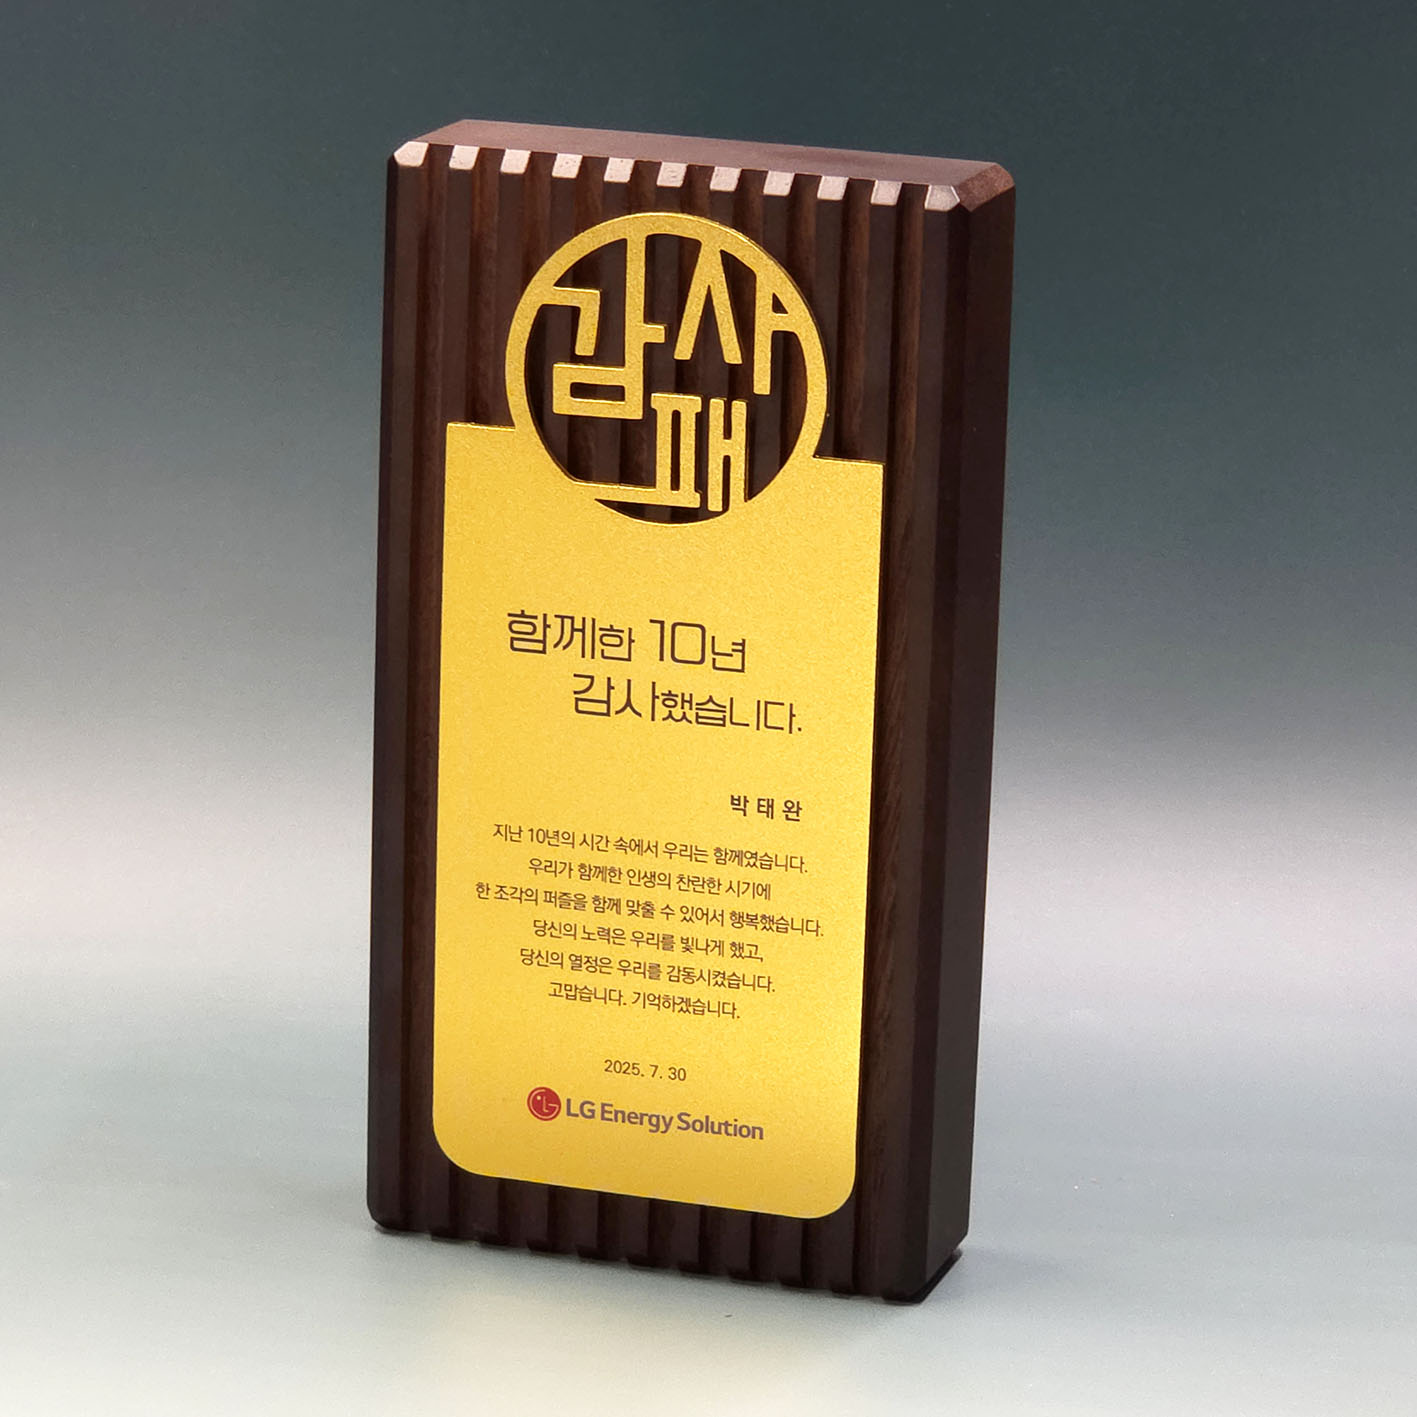 감사
패
함께한 10년
감사했습니다.
박태완
지난 10년의 시간 속에서 우리는 함께였습니다.
우리가 함께한 인생의 찬란한 시기에
한 조각의 퍼즐을 함께 맞출 수 있어서 행복했습니다.
당신의 노력은 우리를 빛나게 했고,
당신의 열정은 우리를 감동시켰습니다.
고맙습니다. 기억하겠습니다.
2025. 7. 30
LG Energy Solution